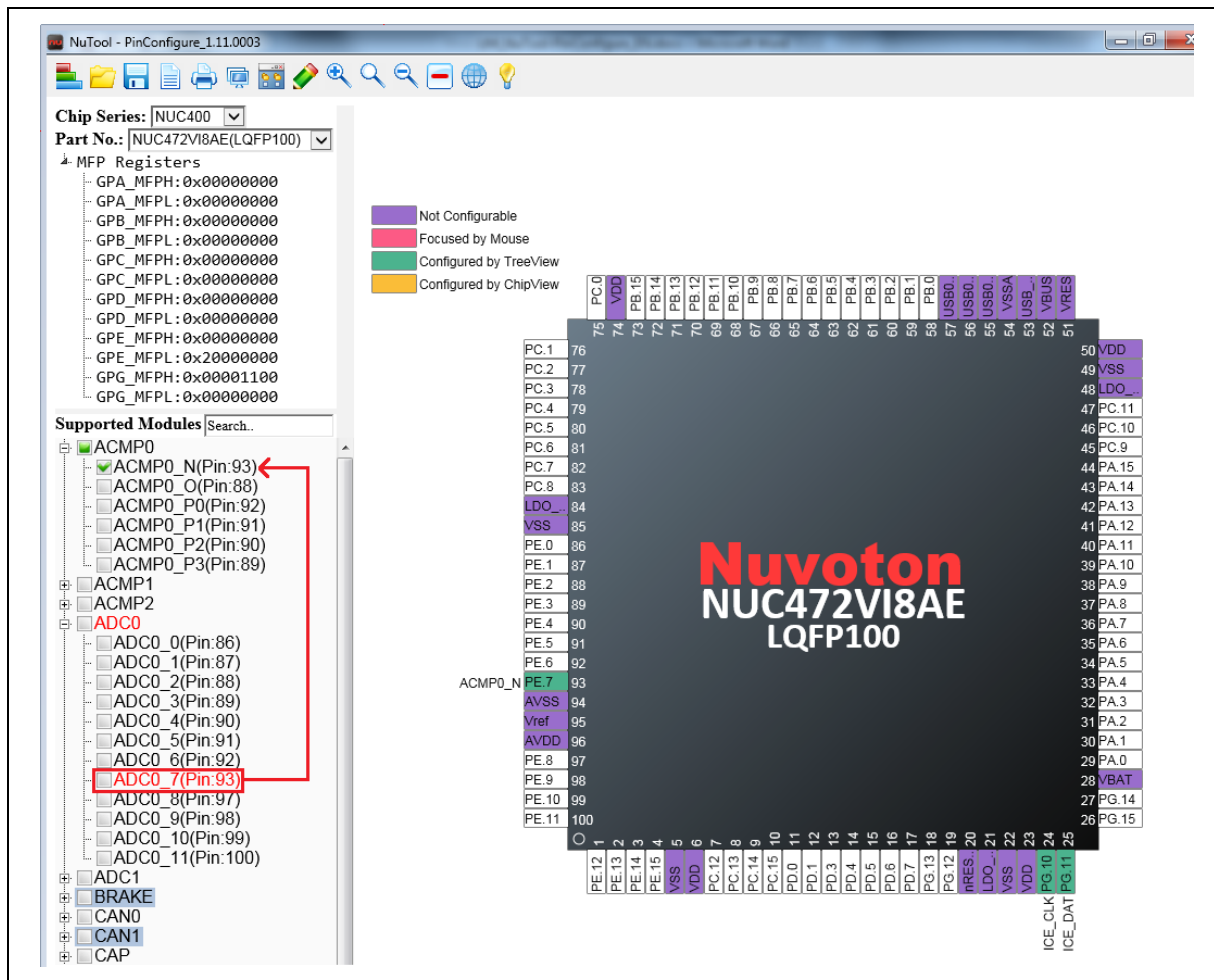 NuTool - PinConfigure_1.11.0003
Chip Series: NUC400
Part No.: NUC472VI8AE(LQFP100)
MFP Registers
GPA_MFPH:0x00000000
GPA_MFPL:0x00000000
GPB_MFPH:0x00000000
GPB_MFPL:0x00000000
GPC_MFPH:0x00000000
GPC_MFPL:0x00000000
GPD_MFPH:0x00000000
GPD_MFPL:0x00000000
GPE_MFPH:0x00000000
GPE_MFPL:0x20000000
GPG_MFPH:0x00001100
GPG_MFPL:0x00000000
Supported Modules Search..
ACMP0
ACMP0_N(Pin:93)
ACMP0_O(Pin:88)
ACMP0_P0(Pin:92)
ACMP0_P1(Pin:91)
ACMP0_P2(Pin:90)
ACMP0_P3(Pin:89)
ACMP1
ACMP2
ADC0
ADC0_0(Pin:86)
ADC0_1(Pin:87)
ADC0_2(Pin:88)
ADC0_3(Pin:89)
ADC0_4(Pin:90)
ADC0_5(Pin:91)
ADC0_6(Pin:92)
ADC0_7(Pin:93)
ADC0_8(Pin:97)
ADC0_9(Pin:98)
ADC0_10(Pin:99)
ADC0_11(Pin:100)
ADC1
BRAKE
CAN0
CAN1
CAP
Not Configurable
Focused by Mouse
Configured by TreeView
Configured by ChipView
PC.0 VDD PB.15 PB.14 PB.13 PB.12 PB.11 PB.10 PB.9 PB.8 PB.7 PB.6 PB.5 PB.4 PB.3 PB.2 PB.1 PB.0 USB0.. USB0.. USB0.. VSSA USB_.. VBUS VRES
75 74 73 72 71 70 69 68 67 66 65 64 63 62 61 60 59 58 57 56 55 54 53 52 51
PC.1 76
PC.2 77
PC.3 78
PC.4 79
PC.5 80
PC.6 81
PC.7 82
PC.8 83
LDO_.. 84
VSS 85
PE.0 86
PE.1 87
PE.2 88
PE.3 89
PE.4 90
PE.5 91
PE.6 92
ACMP0_N PE.7 93
AVSS 94
Vref 95
AVDD 96
PE.8 97
PE.9 98
PE.10 99
PE.11 100
Nuvoton
NUC472VI8AE
LQFP100
50 VDD
49 VSS
48 LDO_..
47 PC.11
46 PC.10
45 PC.9
44 PA.15
43 PA.14
42 PA.13
41 PA.12
40 PA.11
39 PA.10
38 PA.9
37 PA.8
36 PA.7
35 PA.6
34 PA.5
33 PA.4
32 PA.3
31 PA.2
30 PA.1
29 PA.0
28 VBAT
27 PG.14
26 PG.15
1 2 3 4 5 6 7 8 9 10 11 12 13 14 15 16 17 18 19 20 21 22 23 24 25
PE.12 PE.13 PE.14 PE.15 VSS VDD PC.12 PC.13 PC.14 PC.15 PD.0 PD.1 PD.3 PD.4 PD.5 PD.6 PD.7 PG.13 PG.12 nRES.. LDO_.. VSS VDD PG.10 PG.11
ICE_CLK ICE_DAT